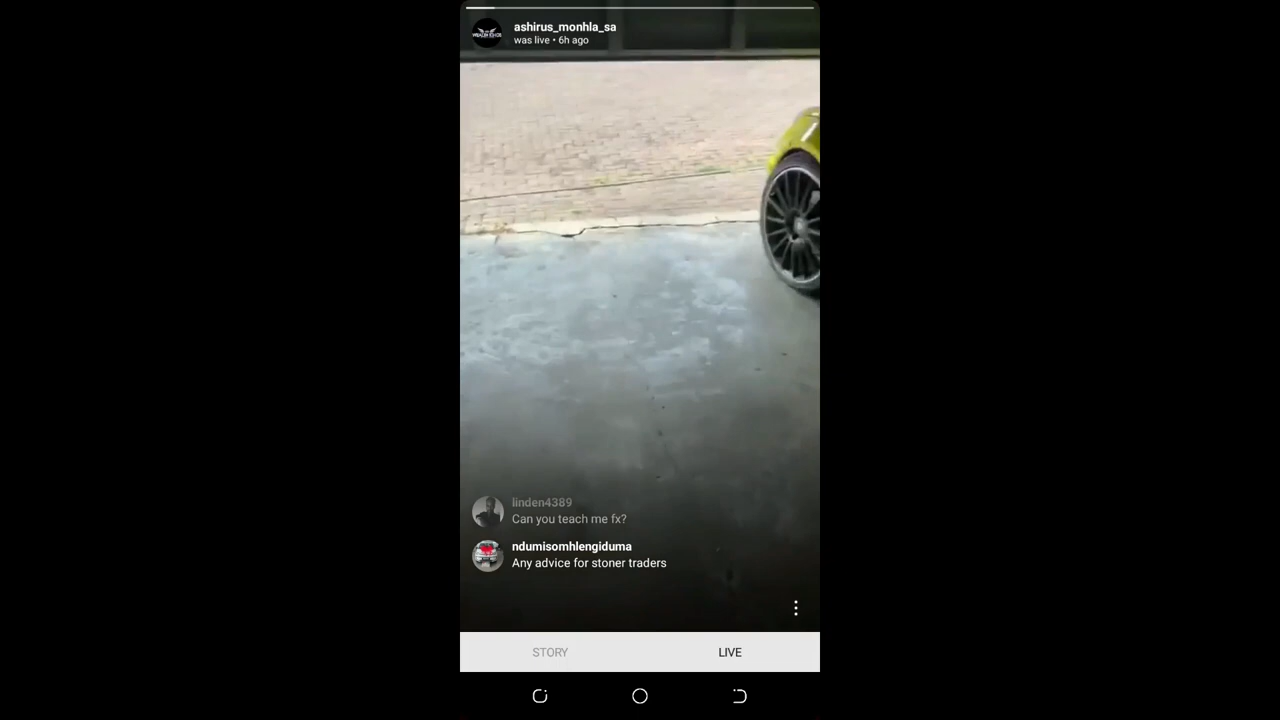 ashirus_monhla_sa
was live • 6h ago
linden4389
Can you teach me fx?
ndumisomhlengiduma
Any advice for stoner traders
STORY
LIVE